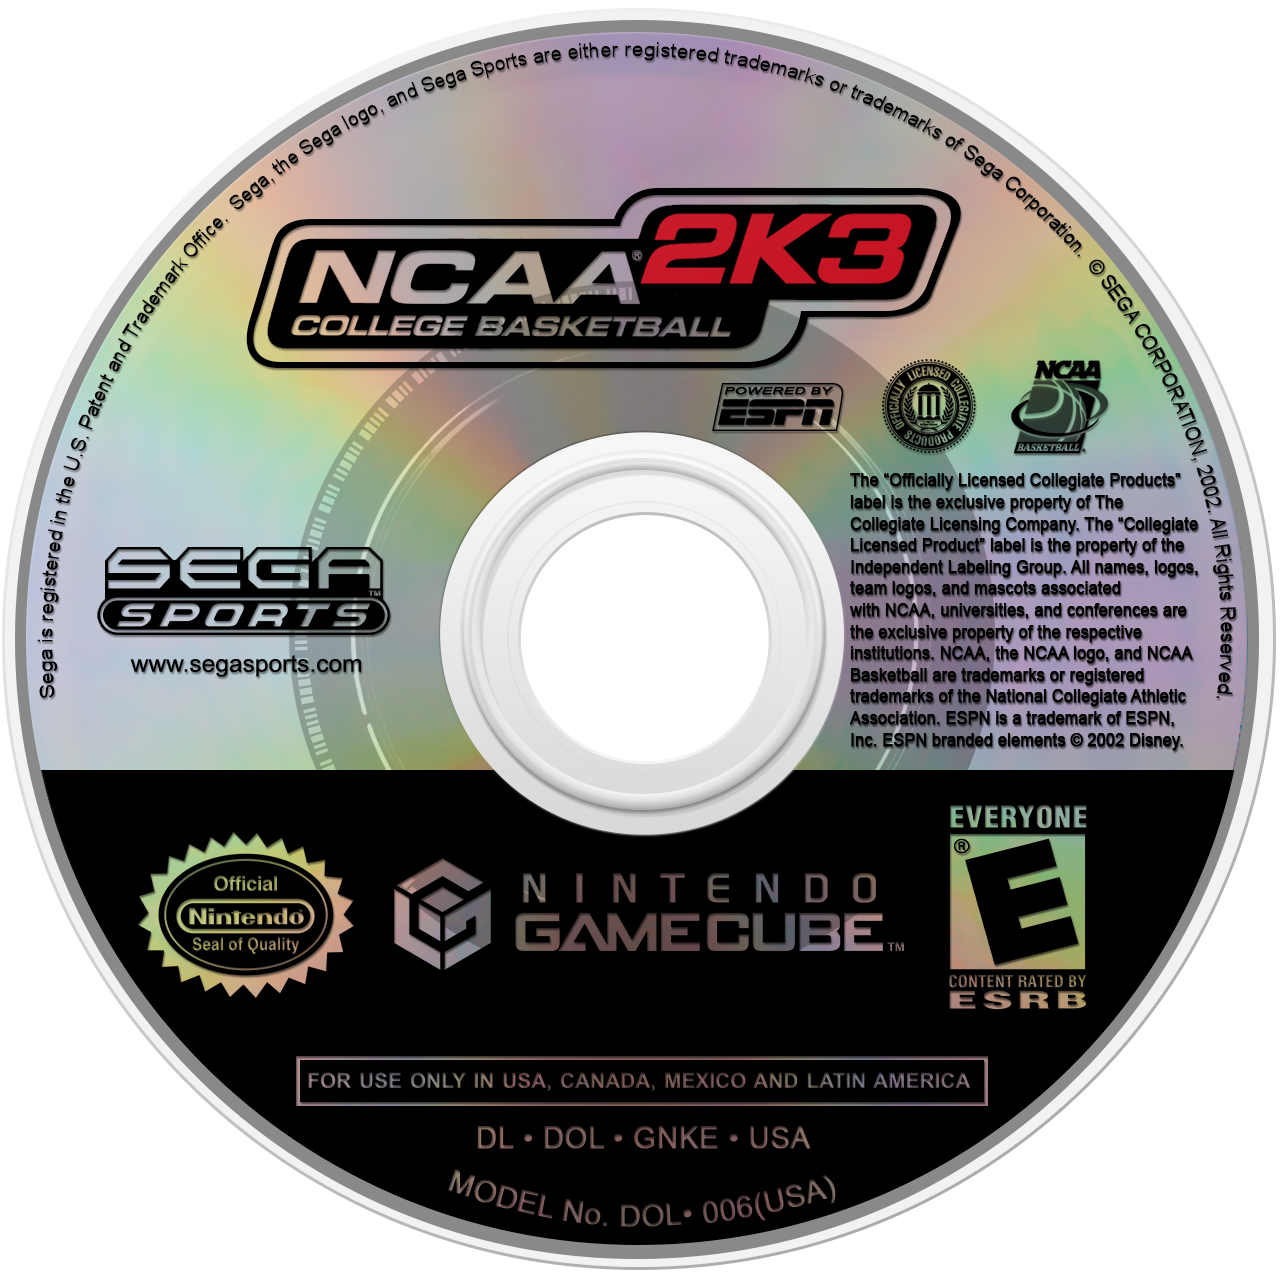 Sega is registered in the U.S. Patent and Trademark Office. Sega, the Sega logo, and Sega Sports are either registered trademarks or trademarks of Sega Corporation. © SEGA CORPORATION, 2002. All Rights Reserved.
NCAA® 2K3
COLLEGE BASKETBALL
POWERED BY
ESPN
OFFICIALLY LICENSED COLLEGIATE PRODUCTS
NCAA
BASKETBALL
The “Officially Licensed Collegiate Products”
label is the exclusive property of The
Collegiate Licensing Company. The “Collegiate
Licensed Product” label is the property of the
Independent Labeling Group. All names, logos,
team logos, and mascots associated
with NCAA, universities, and conferences are
the exclusive property of the respective
institutions. NCAA, the NCAA logo, and NCAA
Basketball are trademarks or registered
trademarks of the National Collegiate Athletic
Association. ESPN is a trademark of ESPN,
Inc. ESPN branded elements © 2002 Disney.
SEGA™
SPORTS
www.segasports.com
Official
Nintendo®
Seal of Quality
NINTENDO
GAMECUBE™
EVERYONE
® E
CONTENT RATED BY
ESRB
FOR USE ONLY IN USA, CANADA, MEXICO AND LATIN AMERICA
DL • DOL • GNKE • USA
MODEL No. DOL• 006(USA)